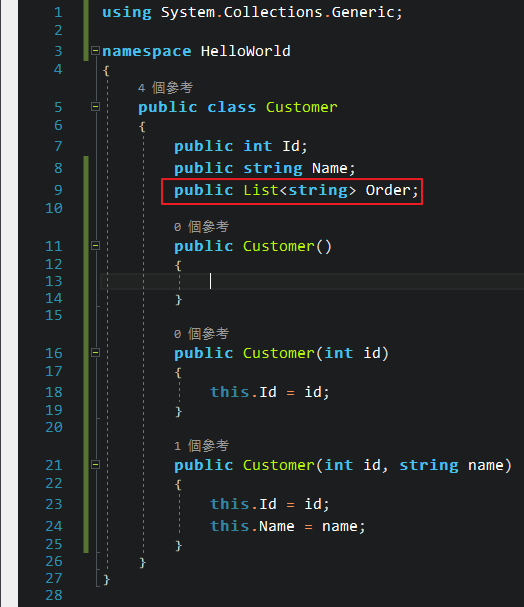 1 using System.Collections.Generic;
2
3 namespace HelloWorld
4 {
4 個參考
5 public class Customer
6 {
7 public int Id;
8 public string Name;
9 public List<string> Order;
10
0 個參考
11 public Customer()
12 {
13
14 }
15
0 個參考
16 public Customer(int id)
17 {
18 this.Id = id;
19 }
20
1 個參考
21 public Customer(int id, string name)
22 {
23 this.Id = id;
24 this.Name = name;
25 }
26 }
27 }
28